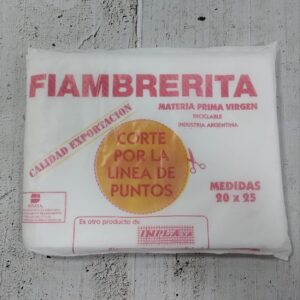 FIAMBRERITA
MATERIA PRIMA VIRGEN
RECICLABLE
INDUSTRIA ARGENTINA
CALIDAD EXPORTACION
CORTE
POR LA
LINEA DE
PUNTOS
MEDIDAS
20 x 25
Es otro producto de